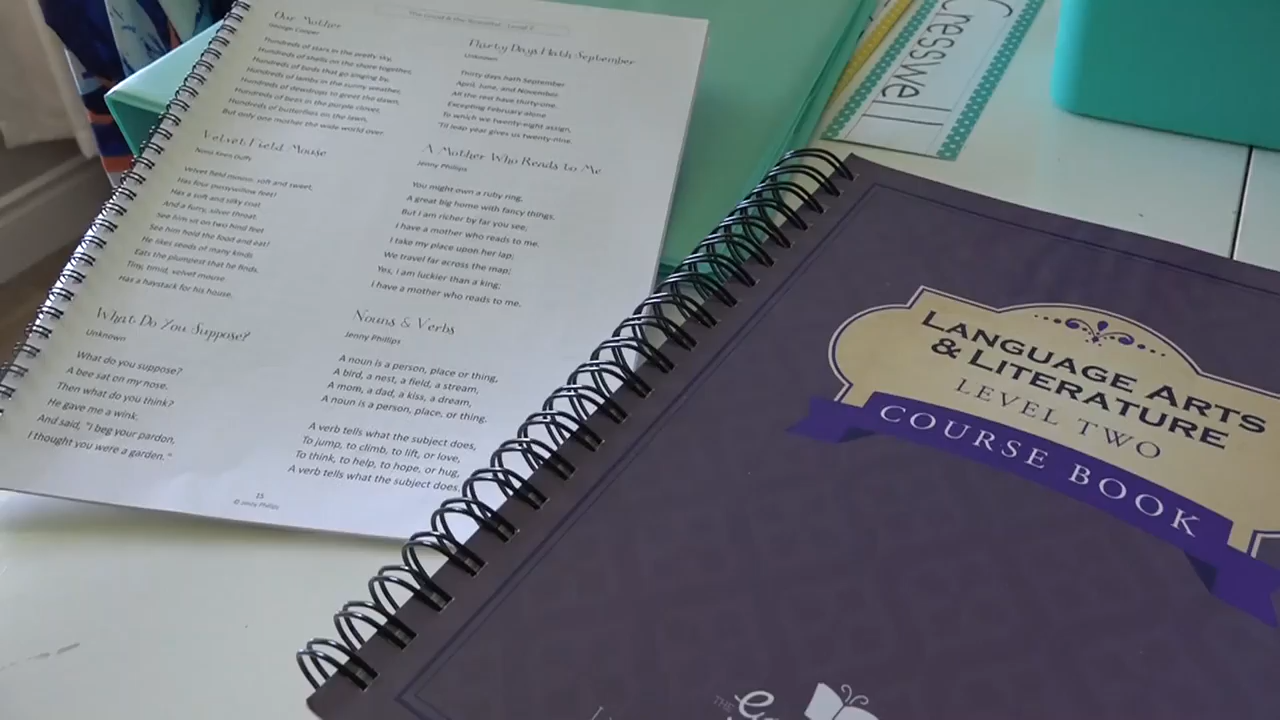 The Good & the Beautiful - Level 2
Our Mother
George Cooper
Hundreds of stars in the pretty sky,
Hundreds of shells on the shore together,
Hundreds of birds that go singing by,
Hundreds of lambs in the sunny weather,
Hundreds of dewdrops to greet the dawn,
Hundreds of bees in the purple clover,
Hundreds of butterflies on the lawn,
But only one mother the wide world over.
Velvet Field Mouse
Nona Keen Duffy
Velvet field mouse: soft and sweet,
Has four pussywillow feet!
Has a soft and silky coat
And a furry, silver throat.
See him sit on two hind feet
See him hold the food and eat!
He likes seeds of many kinds
Eats the plumpest that he finds.
Tiny, timid, velvet mouse
Has a haystack for his house.
What Do You Suppose?
Unknown
What do you suppose?
A bee sat on my nose.
Then what do you think?
He gave me a wink.
And said, "I beg your pardon,
I thought you were a garden."
Thirty Days Hath September
Unknown
Thirty days hath September
April, June, and November
All the rest have thirty-one,
Excepting February alone
To which we twenty-eight assign,
'Til leap year gives us twenty-nine.
A Mother Who Reads to Me
Jenny Phillips
You might own a ruby ring,
A great big home with fancy things.
But I am richer by far you see,
I have a mother who reads to me.
I take my place upon her lap;
We travel far across the map;
Yes, I am luckier than a king;
I have a mother who reads to me.
Nouns & Verbs
Jenny Phillips
A noun is a person, place or thing,
A bird, a nest, a field, a stream,
A mom, a dad, a kiss, a dream,
A noun is a person, place, or thing.
A verb tells what the subject does,
To jump, to climb, to lift, or love,
To think, to help, to hope, or hug,
A verb tells what the subject does.
15
© Jenny Phillips
Cresswell
Language Arts
& Literature
Level Two
Course Book
THE